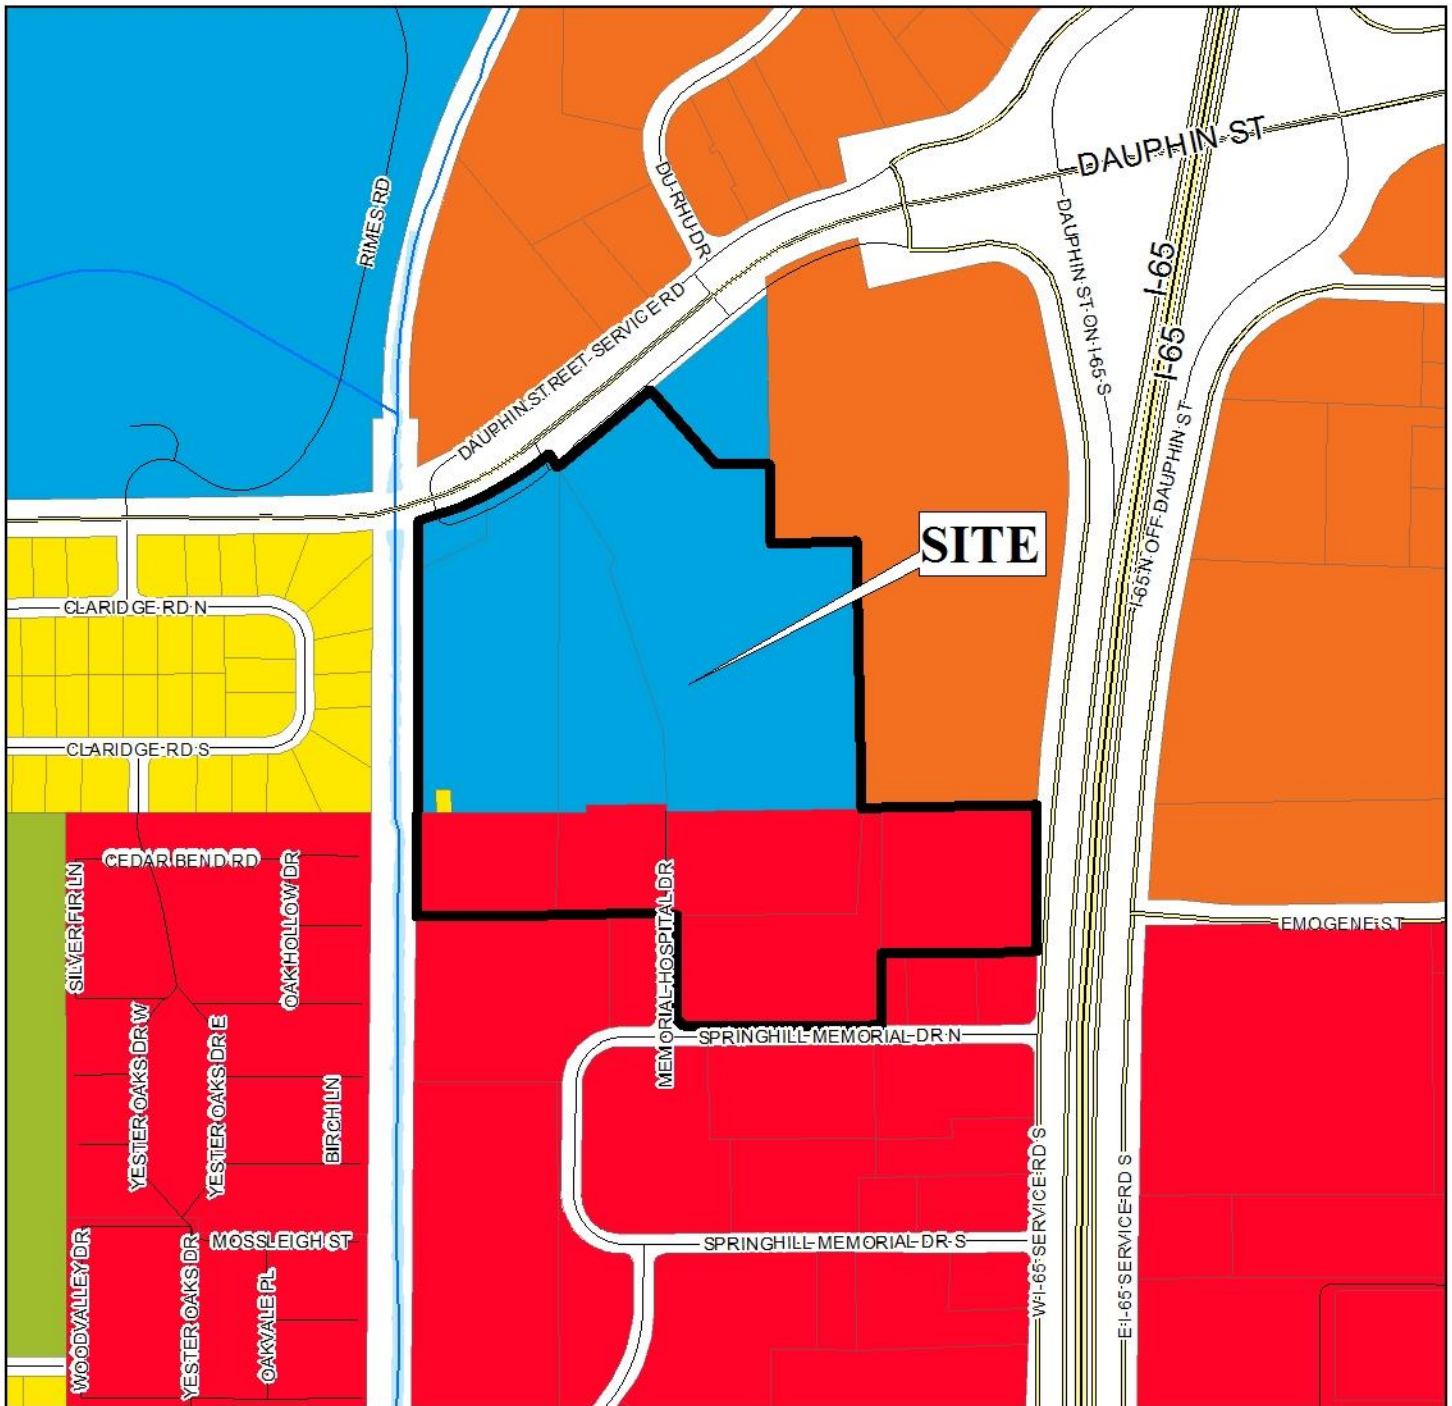 DAUPHIN ST
RIMES RD
DU-RHU DR
DAUPHIN STREET-SERVICE RD
DAUPHIN ST ON I-65 S
I-65
I-65
I-65 N OFF DAUPHIN ST
SITE
CLARIDGE RD N
CLARIDGE RD S
CEDAR BEND RD
SILVER FIR LN
OAK HOLLOW DR
MEMORIAL HOSPITAL DR
EMOGENE ST
YESTER OAKS DR W
YESTER OAKS DR E
BIRCH LN
SPRINGHILL MEMORIAL DR N
MOSSLEIGH ST
SPRINGHILL MEMORIAL DR S
WOODVALLEY DR
YESTER OAKS DR
OAKVALE PL
W I-65 SERVICE RD S
E I-65 SERVICE RD S